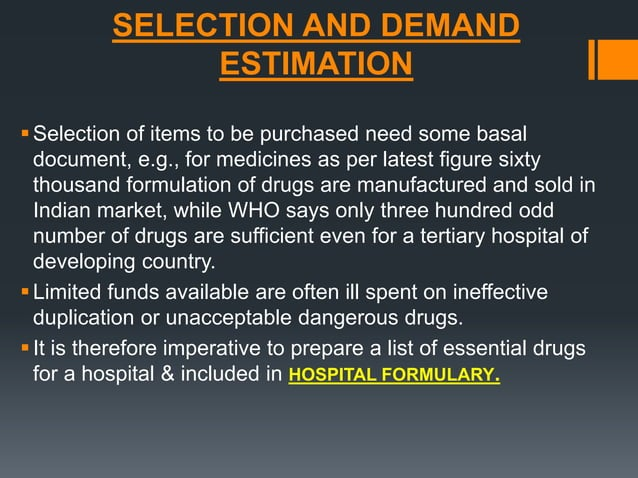 SELECTION AND DEMAND
ESTIMATION
▪Selection of items to be purchased need some basal
document, e.g., for medicines as per latest figure sixty
thousand formulation of drugs are manufactured and sold in
Indian market, while WHO says only three hundred odd
number of drugs are sufficient even for a tertiary hospital of
developing country.
▪Limited funds available are often ill spent on ineffective
duplication or unacceptable dangerous drugs.
▪It is therefore imperative to prepare a list of essential drugs
for a hospital & included in HOSPITAL FORMULARY.